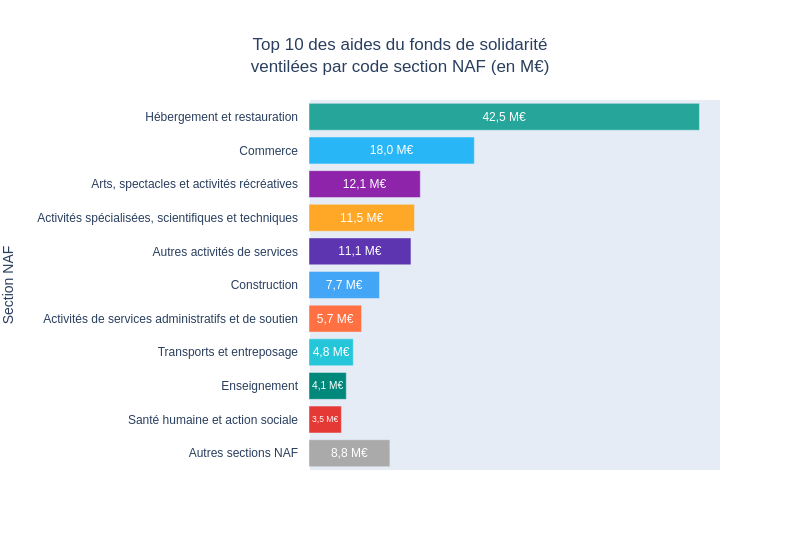 Top 10 des aides du fonds de solidarité
ventilées par code section NAF (en M€)
Section NAF
Hébergement et restauration 42,5 M€
Commerce 18,0 M€
Arts, spectacles et activités récréatives 12,1 M€
Activités spécialisées, scientifiques et techniques 11,5 M€
Autres activités de services 11,1 M€
Construction 7,7 M€
Activités de services administratifs et de soutien 5,7 M€
Transports et entreposage 4,8 M€
Enseignement 4,1 M€
Santé humaine et action sociale 3,5 M€
Autres sections NAF 8,8 M€